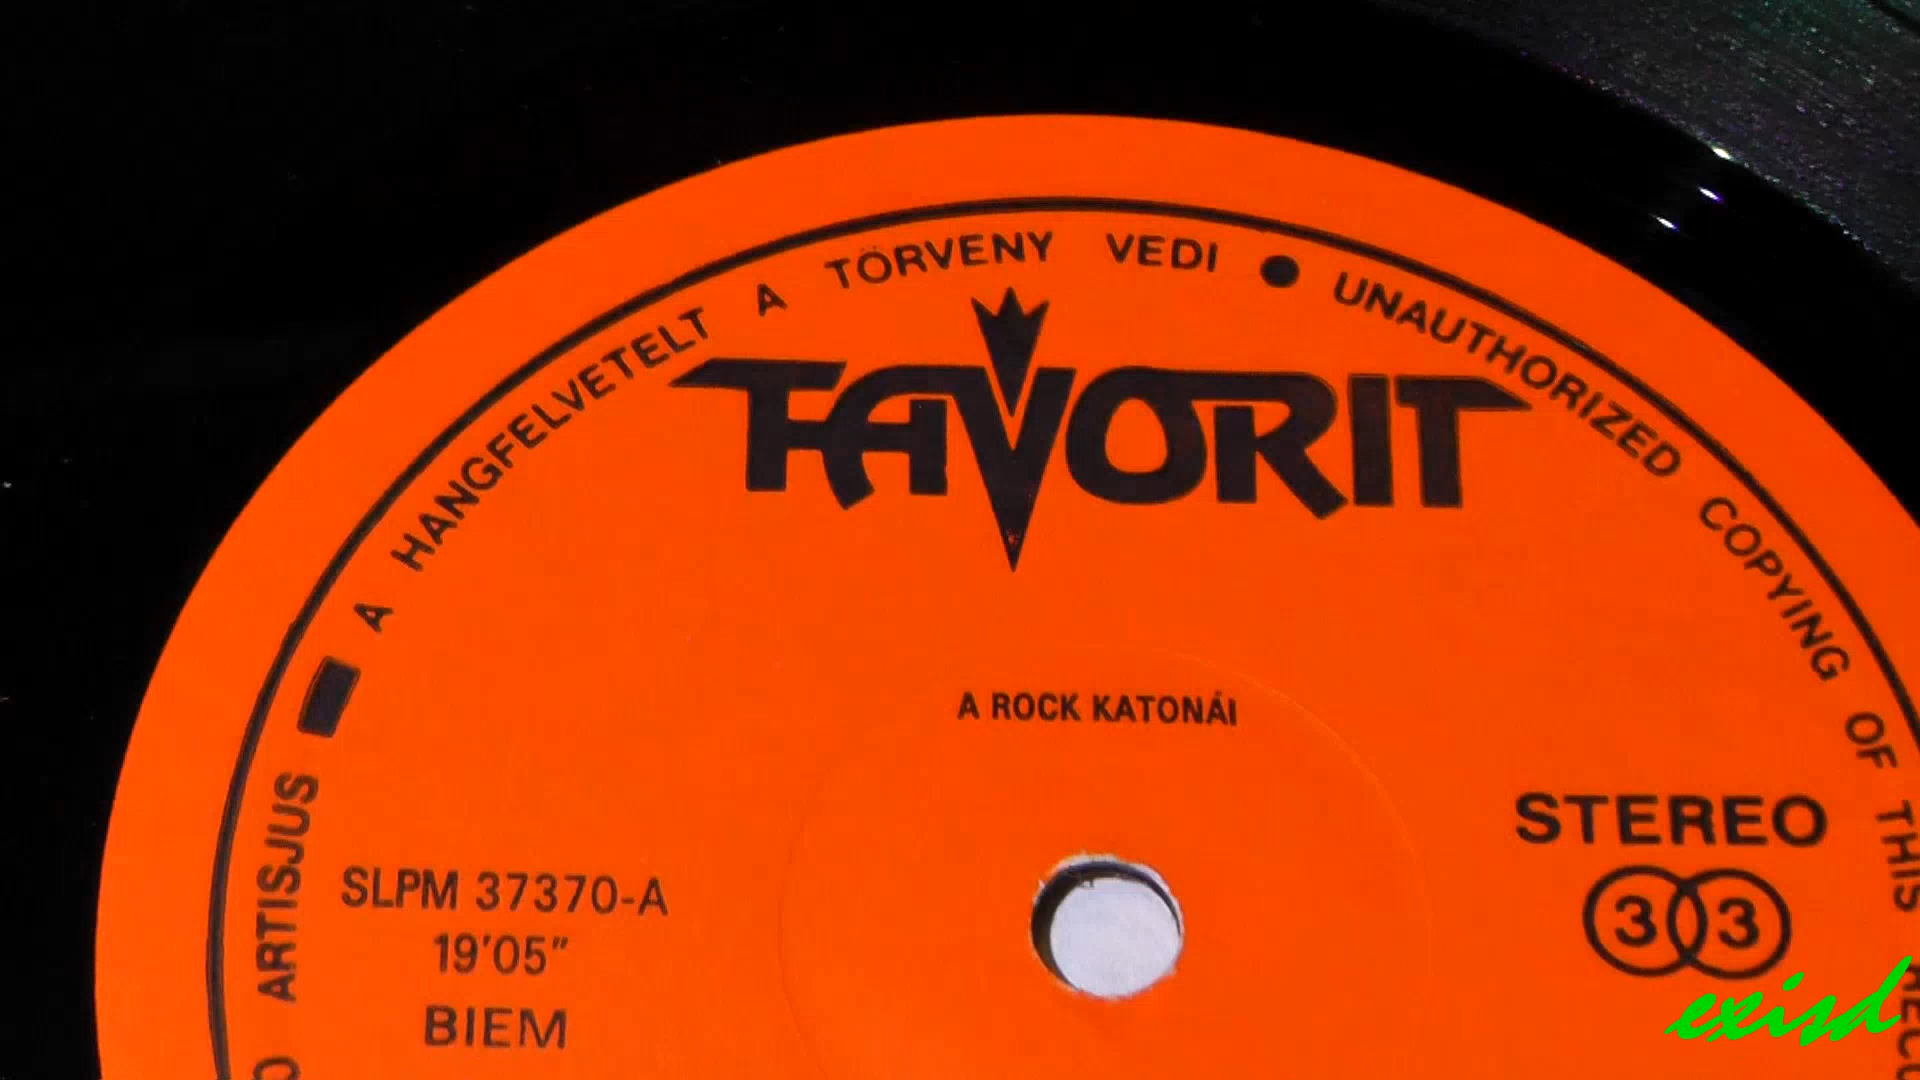 ARTISJUS ■ A HANGFELVETELT A TÖRVENY VEDI ● UNAUTHORIZED COPYING OF THIS
FAVORIT
A ROCK KATONÁI
STEREO
33
SLPM 37370-A
19'05"
BIEM
exisd